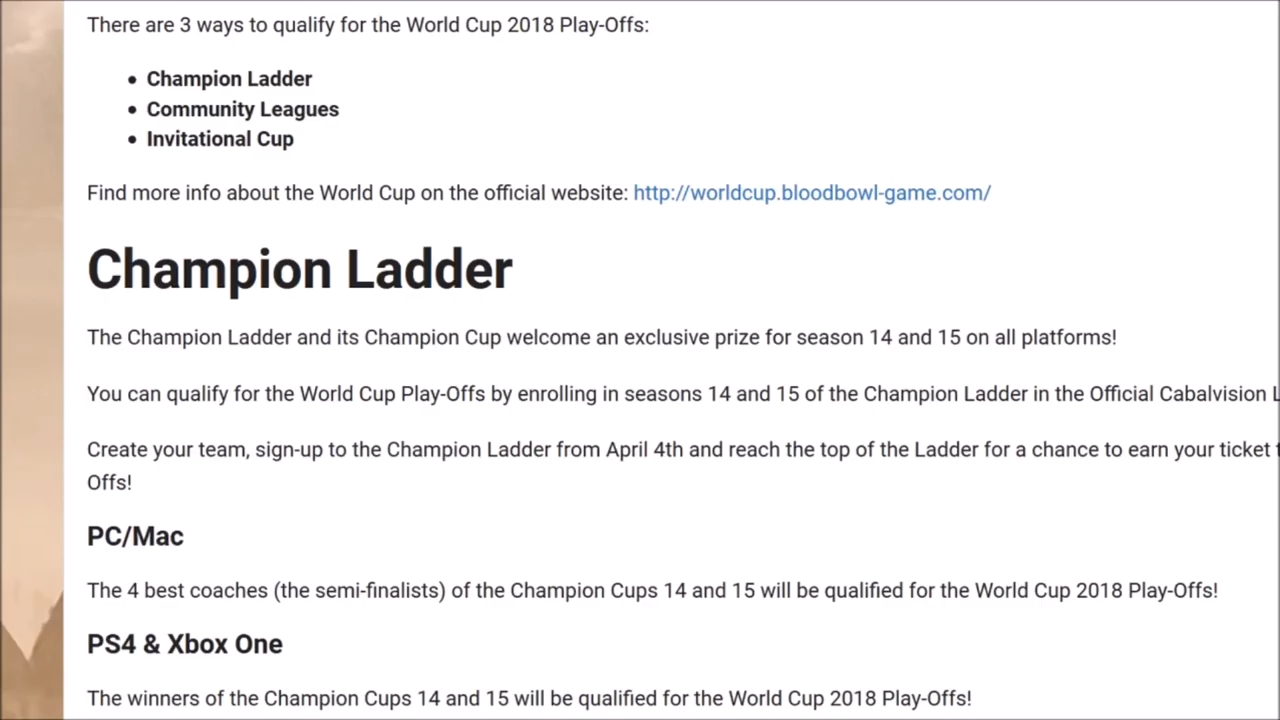 There are 3 ways to qualify for the World Cup 2018 Play-Offs:
• Champion Ladder
• Community Leagues
• Invitational Cup
Find more info about the World Cup on the official website: http://worldcup.bloodbowl-game.com/
Champion Ladder
The Champion Ladder and its Champion Cup welcome an exclusive prize for season 14 and 15 on all platforms!
You can qualify for the World Cup Play-Offs by enrolling in seasons 14 and 15 of the Champion Ladder in the Official Cabalvision
Create your team, sign-up to the Champion Ladder from April 4th and reach the top of the Ladder for a chance to earn your ticket
Offs!
PC/Mac
The 4 best coaches (the semi-finalists) of the Champion Cups 14 and 15 will be qualified for the World Cup 2018 Play-Offs!
PS4 & Xbox One
The winners of the Champion Cups 14 and 15 will be qualified for the World Cup 2018 Play-Offs!